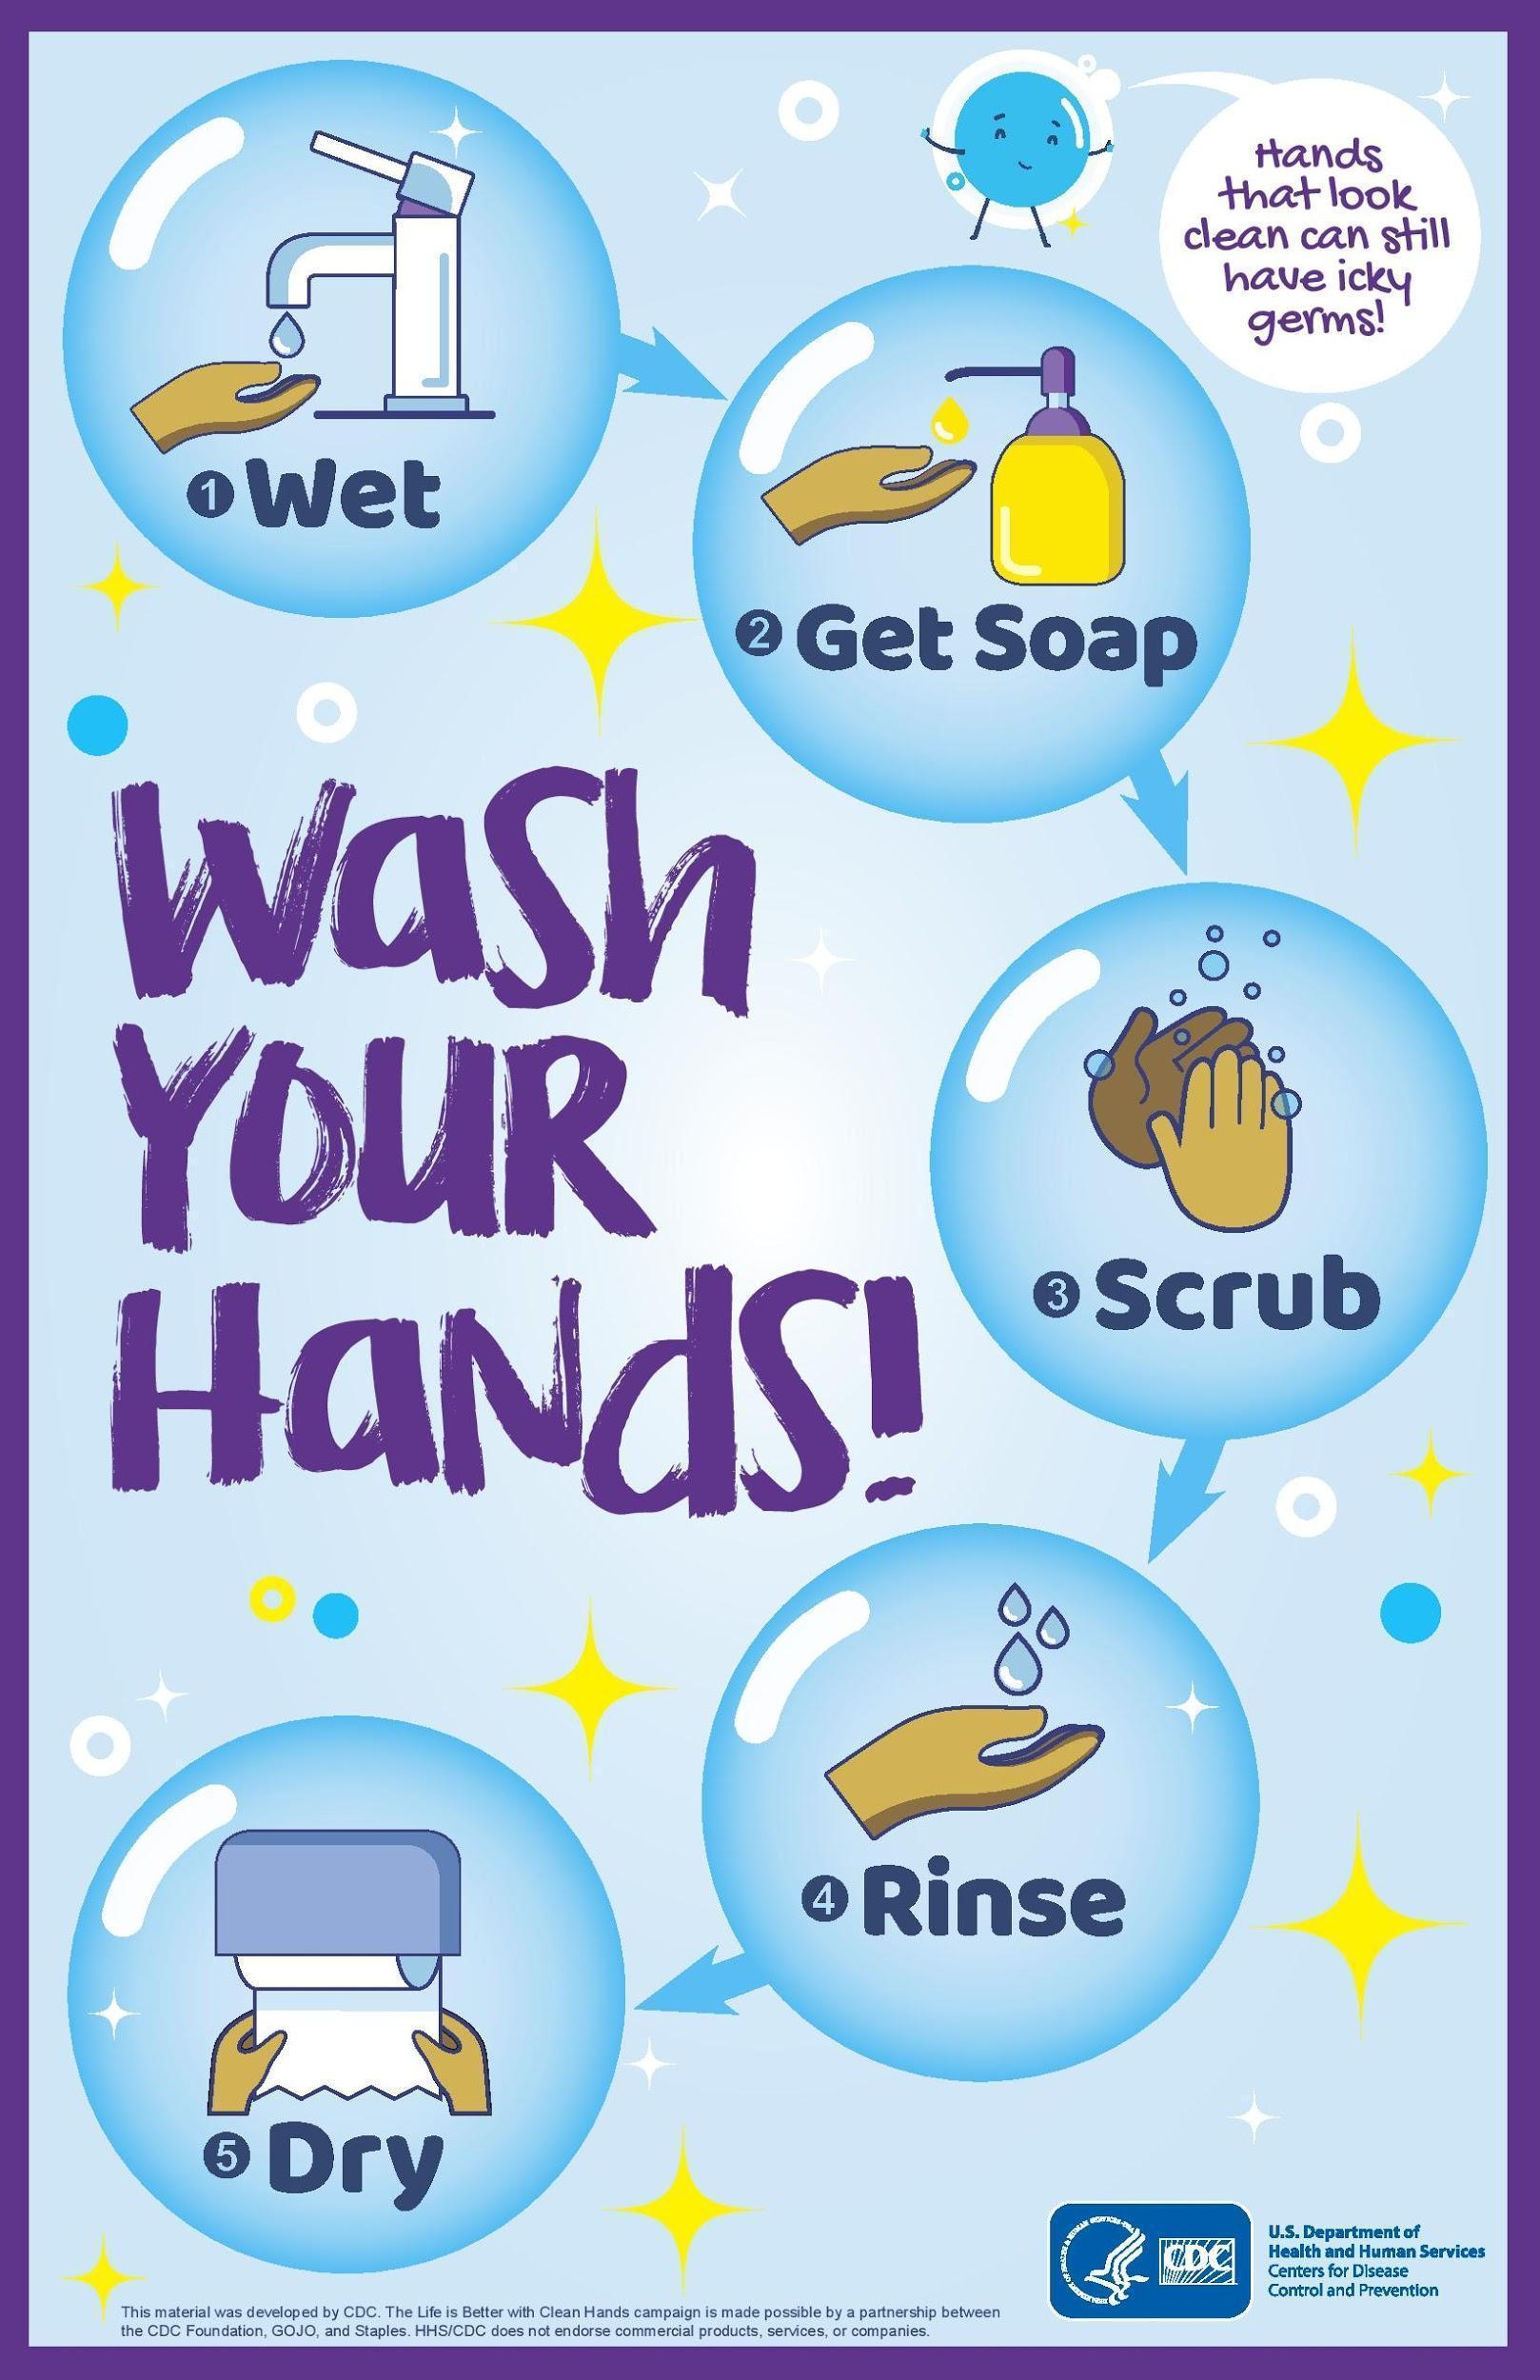 Hands
that look
clean can still
have icky
germs!
1 Wet
2 Get Soap
Wash
Your
Hands!
3 Scrub
4 Rinse
5 Dry
CDC
U.S. Department of
Health and Human Services
Centers for Disease
Control and Prevention
This material was developed by CDC. The Life is Better with Clean Hands campaign is made possible by a partnership between
the CDC Foundation, GOJO, and Staples. HHS/CDC does not endorse commercial products, services, or companies.